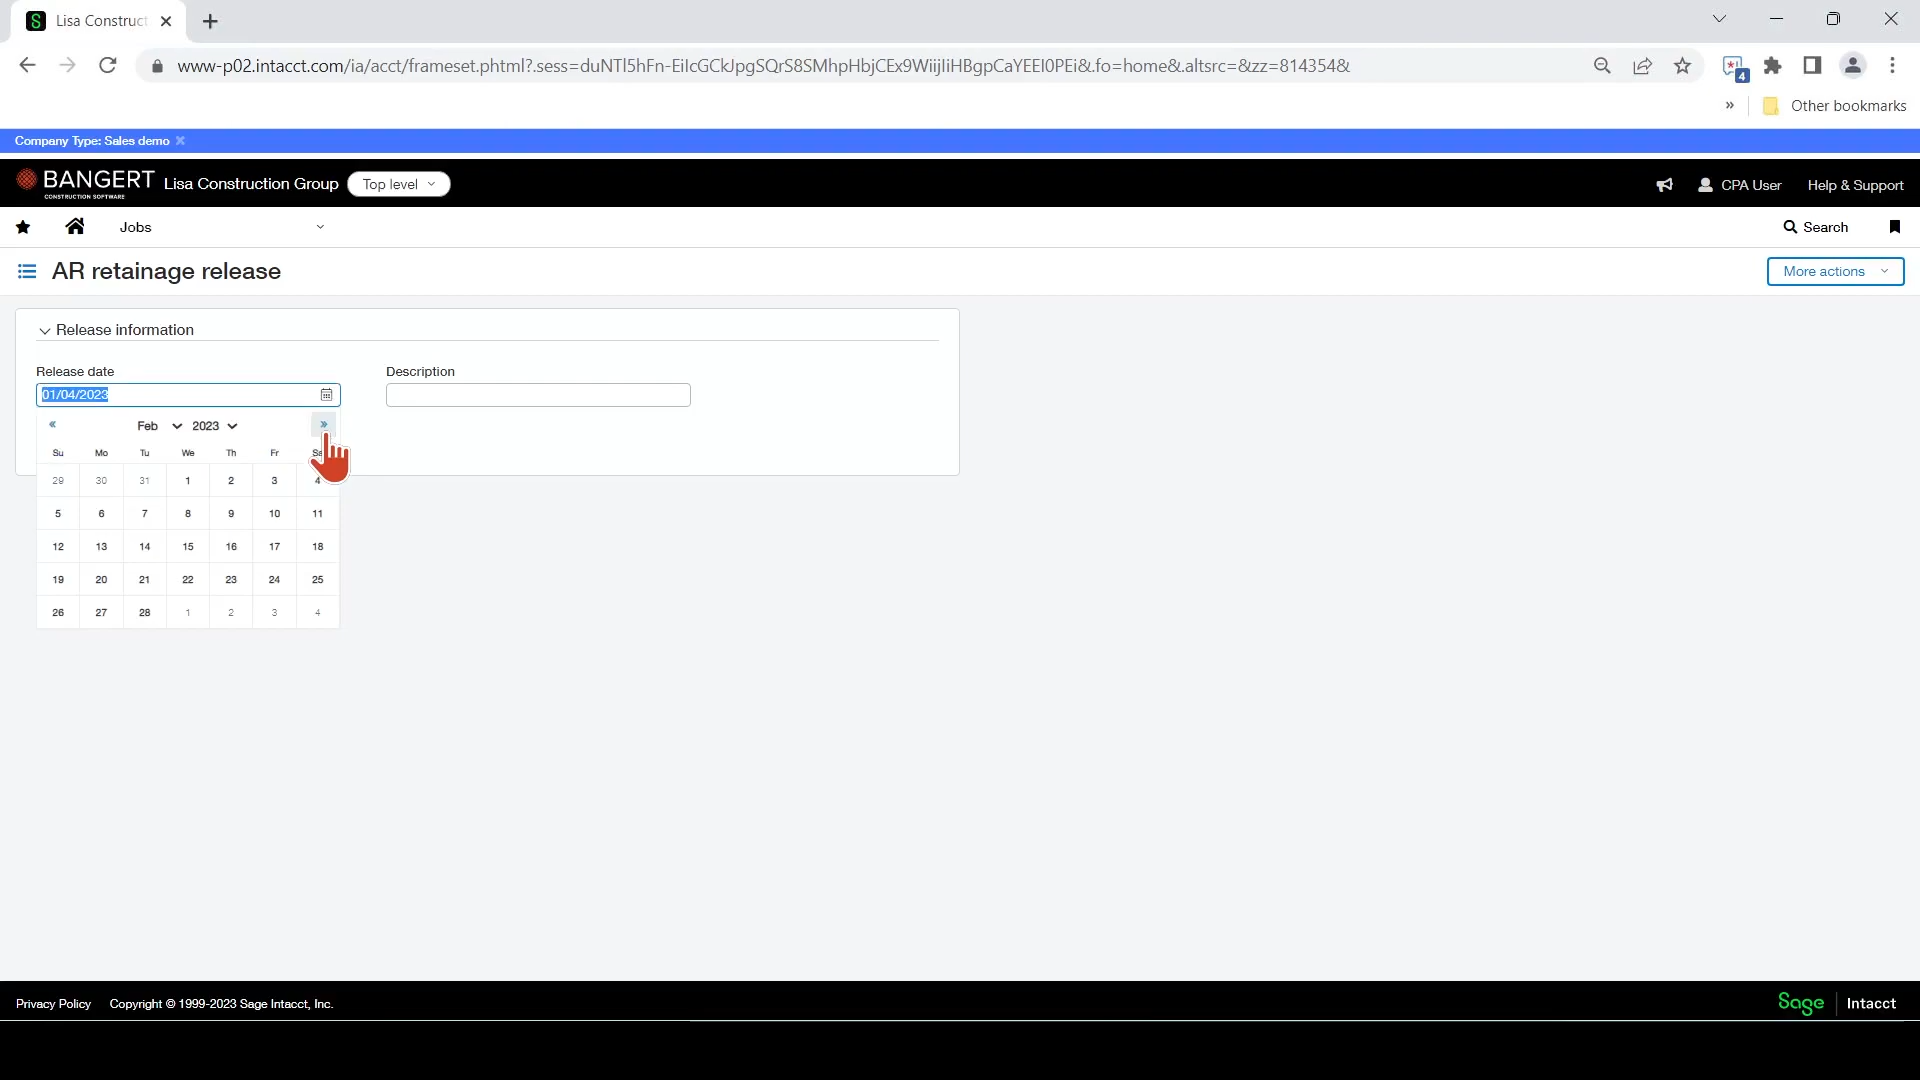 Lisa Construct
www-p02.intacct.com/ia/acct/frameset.phtml?.sess=duNTl5hFn-EilcGCkJpgSQrS8SMhpHbjCEx9WiijliHBgpCaYEEI0PEi&.fo=home&.altsrc=&zz=814354&
4
» Other bookmarks
Company Type: Sales demo
BANGERT Lisa Construction Group Top level CPA User Help & Support
CONSTRUCTION SOFTWARE
Jobs Search
AR retainage release More actions
Release information
Release date Description
01/04/2023
« Feb 2023 »
Su Mo Tu We Th Fr Sa
29 30 31 1 2 3 4
5 6 7 8 9 10 11
12 13 14 15 16 17 18
19 20 21 22 23 24 25
26 27 28 1 2 3 4
Privacy Policy Copyright © 1999-2023 Sage Intacct, Inc. Sage Intacct